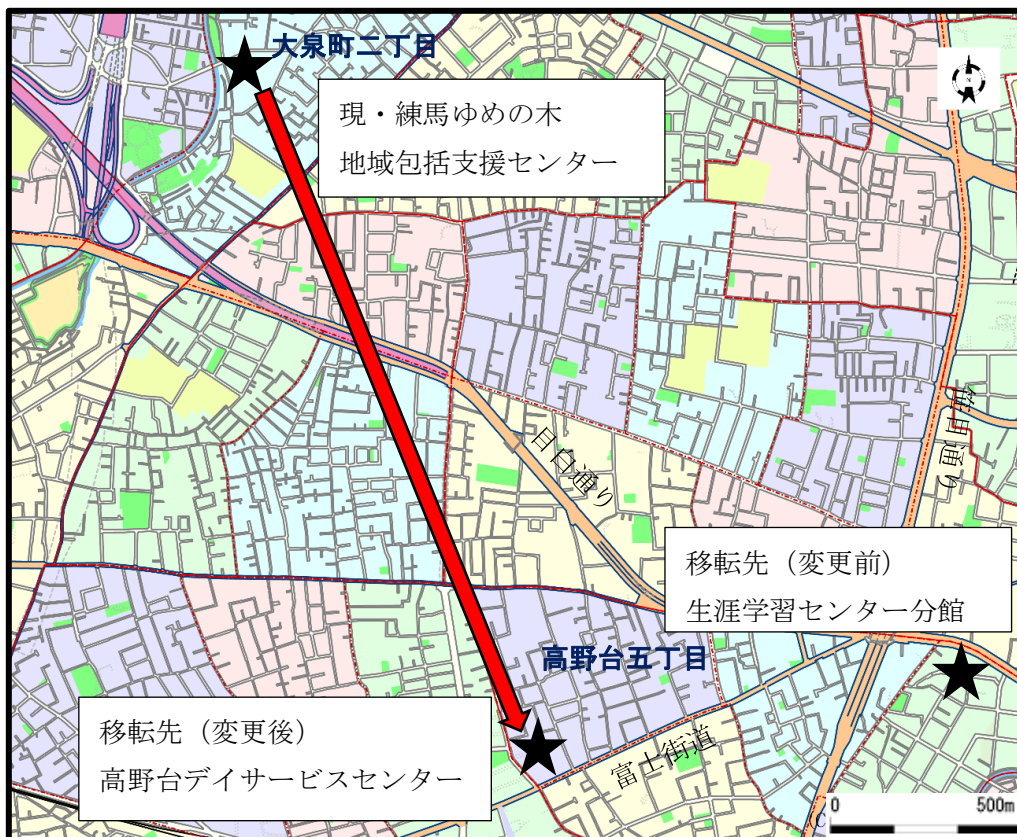 大泉町二丁目
N
現・練馬ゆめの木
地域包括支援センター
目白通り
笹目通り
移転先（変更前）
生涯学習センター分館
高野台五丁目
移転先（変更後）
高野台デイサービスセンター
富士街道
0 500m
C